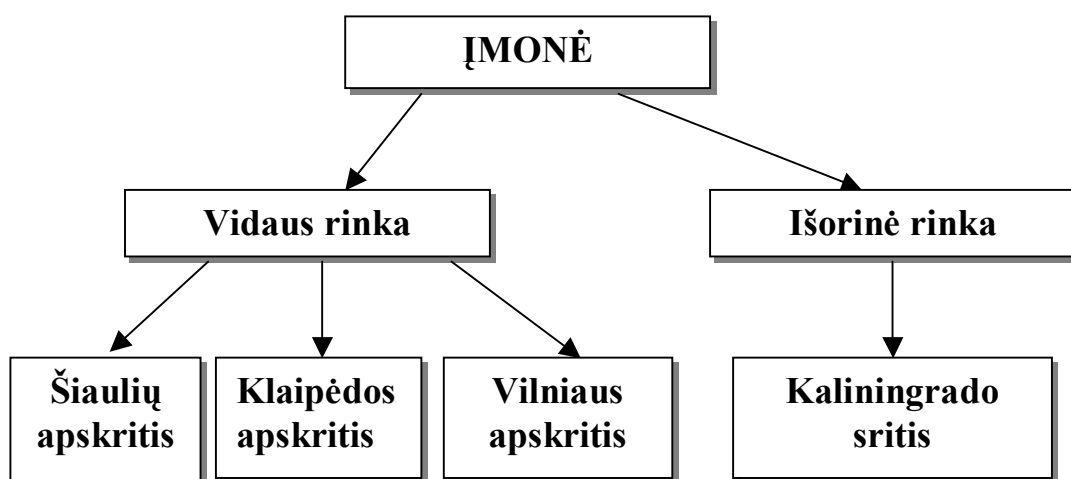 ĮMONĖ
Vidaus rinka
Išorinė rinka
Šiaulių
apskritis
Klaipėdos
apskritis
Vilniaus
apskritis
Kaliningrado
sritis